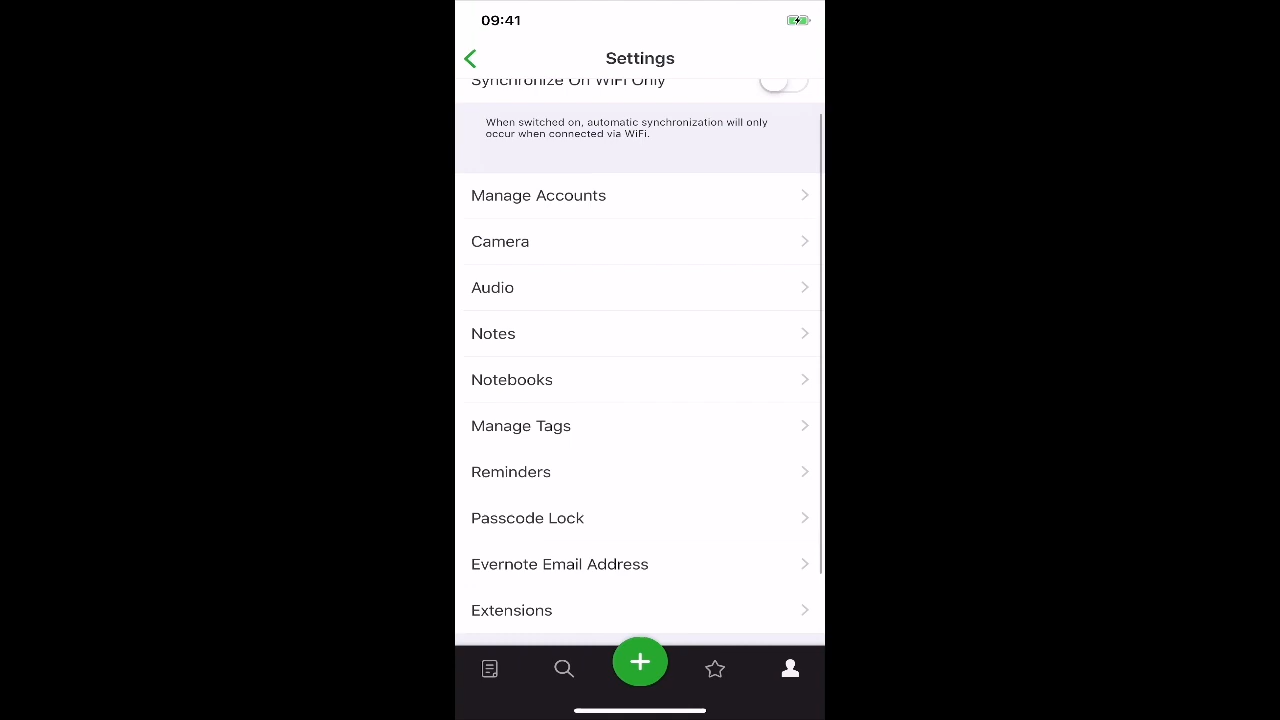 09:41
Settings
Synchronize On WiFi Only
When switched on, automatic synchronization will only
occur when connected via WiFi.
Manage Accounts
Camera
Audio
Notes
Notebooks
Manage Tags
Reminders
Passcode Lock
Evernote Email Address
Extensions